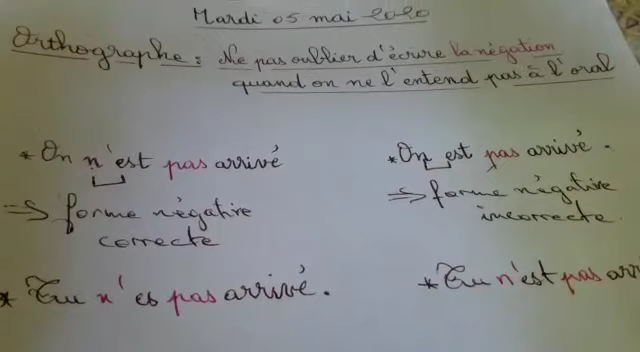 Mardi 05 mai 2020
Orthographe : Ne pas oublier d'écrire la négation
quand on ne l'entend pas à l'oral
* On n'est pas arrivé
⇒ forme négative
correcte
* Tu n'es pas arrivé.
* On est pas arrivé.
⇒ forme négative
incorrecte.
* Tu n'est pas arr